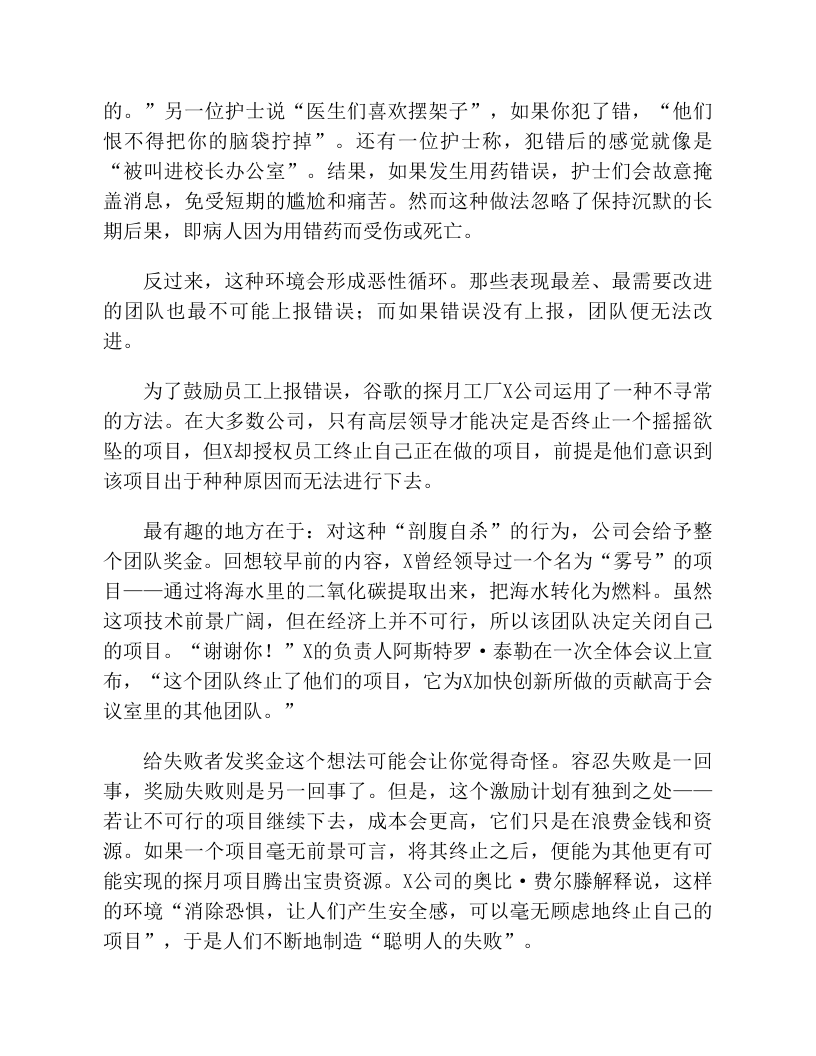 的。”另一位护士说“医生们喜欢摆架子”，如果你犯了错，“他们
恨不得把你的脑袋拧掉”。还有一位护士称，犯错后的感觉就像是
“被叫进校长办公室”。结果，如果发生用药错误，护士们会故意掩
盖消息，免受短期的尴尬和痛苦。然而这种做法忽略了保持沉默的长
期后果，即病人因为用错药而受伤或死亡。
反过来，这种环境会形成恶性循环。那些表现最差、最需要改进
的团队也最不可能上报错误；而如果错误没有上报，团队便无法改
进。
为了鼓励员工上报错误，谷歌的探月工厂X公司运用了一种不寻常
的方法。在大多数公司，只有高层领导才能决定是否终止一个摇摇欲
坠的项目，但X却授权员工终止自己正在做的项目，前提是他们意识到
该项目出于种种原因而无法进行下去。
最有趣的地方在于：对这种“剖腹自杀”的行为，公司会给予整
个团队奖金。回想较早前的内容，X曾经领导过一个名为“雾号”的项
目——通过将海水里的二氧化碳提取出来，把海水转化为燃料。虽然
这项技术前景广阔，但在经济上并不可行，所以该团队决定关闭自己
的项目。“谢谢你！”X的负责人阿斯特罗·泰勒在一次全体会议上宣
布，“这个团队终止了他们的项目，它为X加快创新所做的贡献高于会
议室里的其他团队。”
给失败者发奖金这个想法可能会让你觉得奇怪。容忍失败是一回
事，奖励失败则是另一回事了。但是，这个激励计划有独到之处——
若让不可行的项目继续下去，成本会更高，它们只是在浪费金钱和资
源。如果一个项目毫无前景可言，将其终止之后，便能为其他更有可
能实现的探月项目腾出宝贵资源。X公司的奥比·费尔滕解释说，这样
的环境“消除恐惧，让人们产生安全感，可以毫无顾虑地终止自己的
项目”，于是人们不断地制造“聪明人的失败”。